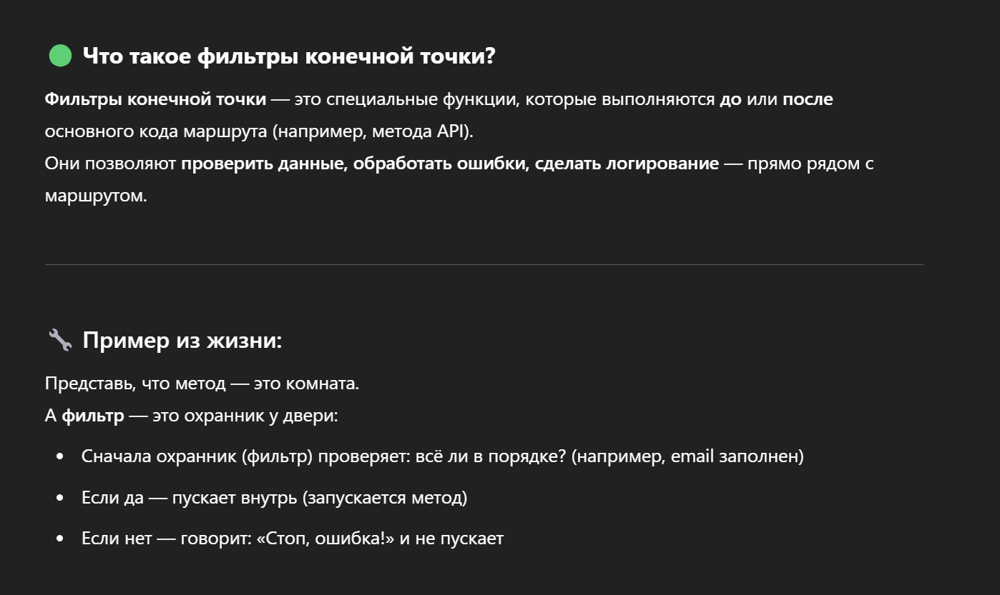 Что такое фильтры конечной точки?
Фильтры конечной точки — это специальные функции, которые выполняются до или после
основного кода маршрута (например, метода API).
Они позволяют проверить данные, обработать ошибки, сделать логирование — прямо рядом с
маршрутом.
Пример из жизни:
Представь, что метод — это комната.
А фильтр — это охранник у двери:
Сначала охранник (фильтр) проверяет: всё ли в порядке? (например, email заполнен)
Если да — пускает внутрь (запускается метод)
Если нет — говорит: «Стоп, ошибка!» и не пускает